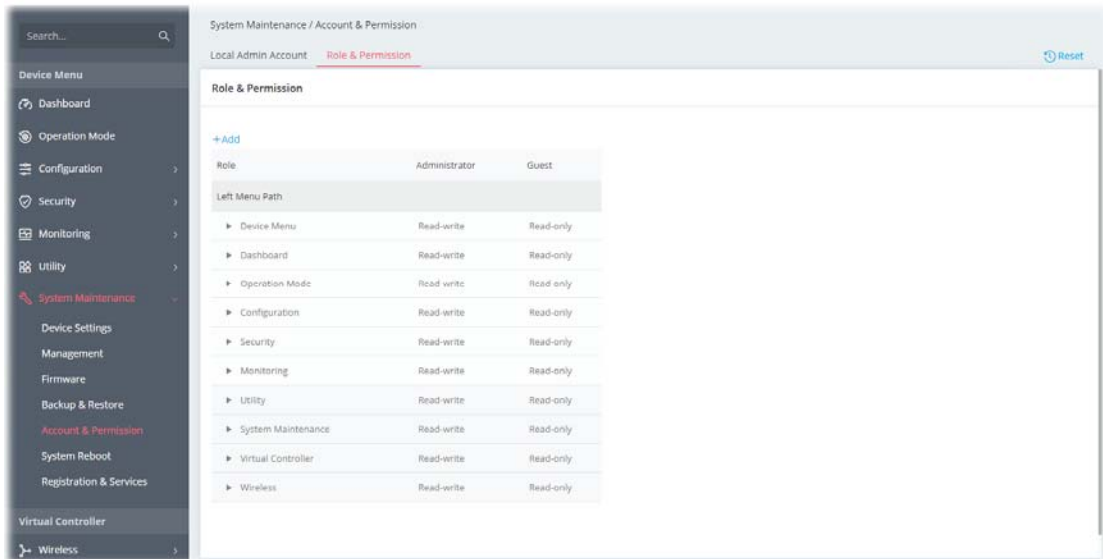 System Maintenance / Account & Permission
Search...
Local Admin Account Role & Permission Reset
Device Menu
Dashboard
Operation Mode
Configuration
Security
Monitoring
Utility
System Maintenance
Device Settings
Management
Firmware
Backup & Restore
Account & Permission
System Reboot
Registration & Services
Virtual Controller
Wireless
Role & Permission
+Add
Role Administrator Guest
Left Menu Path
Device Menu Read-write Read-only
Dashboard Read-write Read-only
Operation Mode Read-write Read-only
Configuration Read-write Read-only
Security Read-write Read-only
Monitoring Read-write Read-only
Utility Read-write Read-only
System Maintenance Read-write Read-only
Virtual Controller Read-write Read-only
Wireless Read-write Read-only